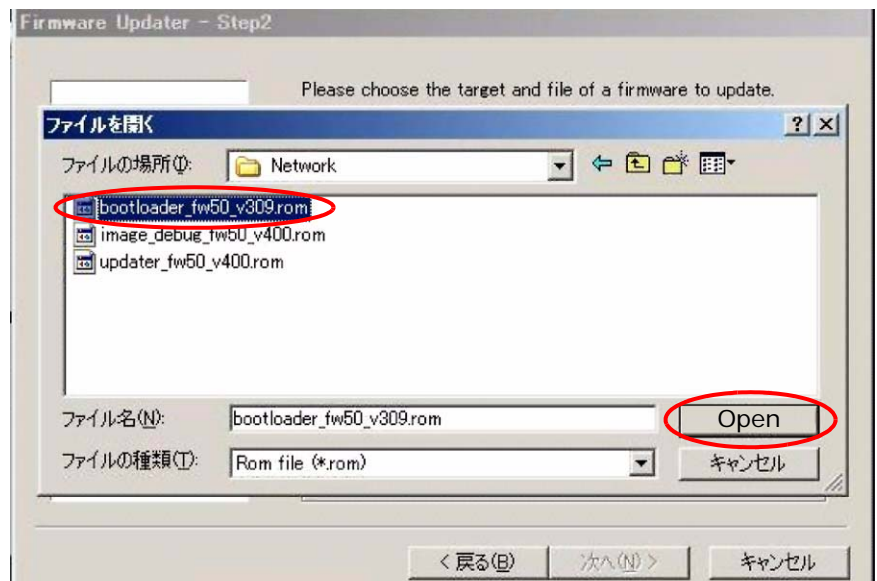 Firmware Updater - Step2
Please choose the target and file of a firmware to update.
ファイルを開く
ファイルの場所(I): Network
bootloader_fw50_v309.rom
image_debug_fw50_v400.rom
updater_fw50_v400.rom
ファイル名(N): bootloader_fw50_v309.rom Open
ファイルの種類(T): Rom file (*.rom) キャンセル
< 戻る(B) 次へ(N) > キャンセル